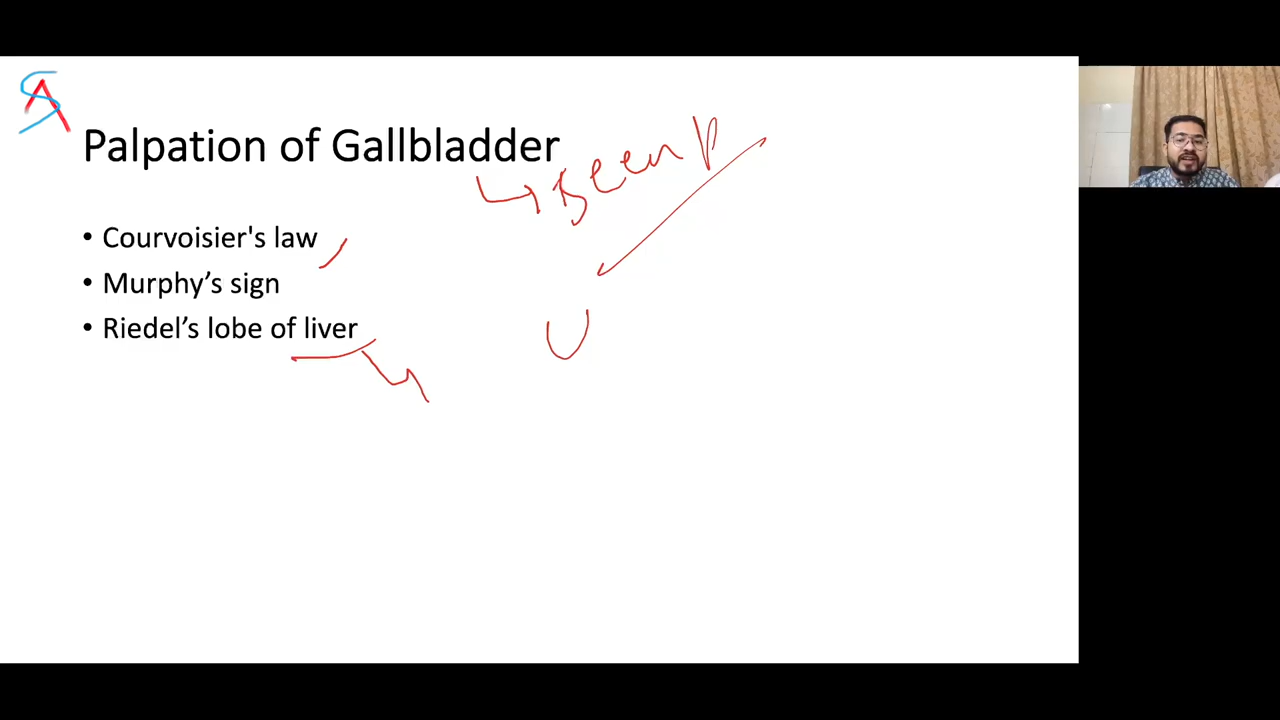 Palpation of Gallbladder
• Courvoisier's law
• Murphy’s sign
• Riedel’s lobe of liver